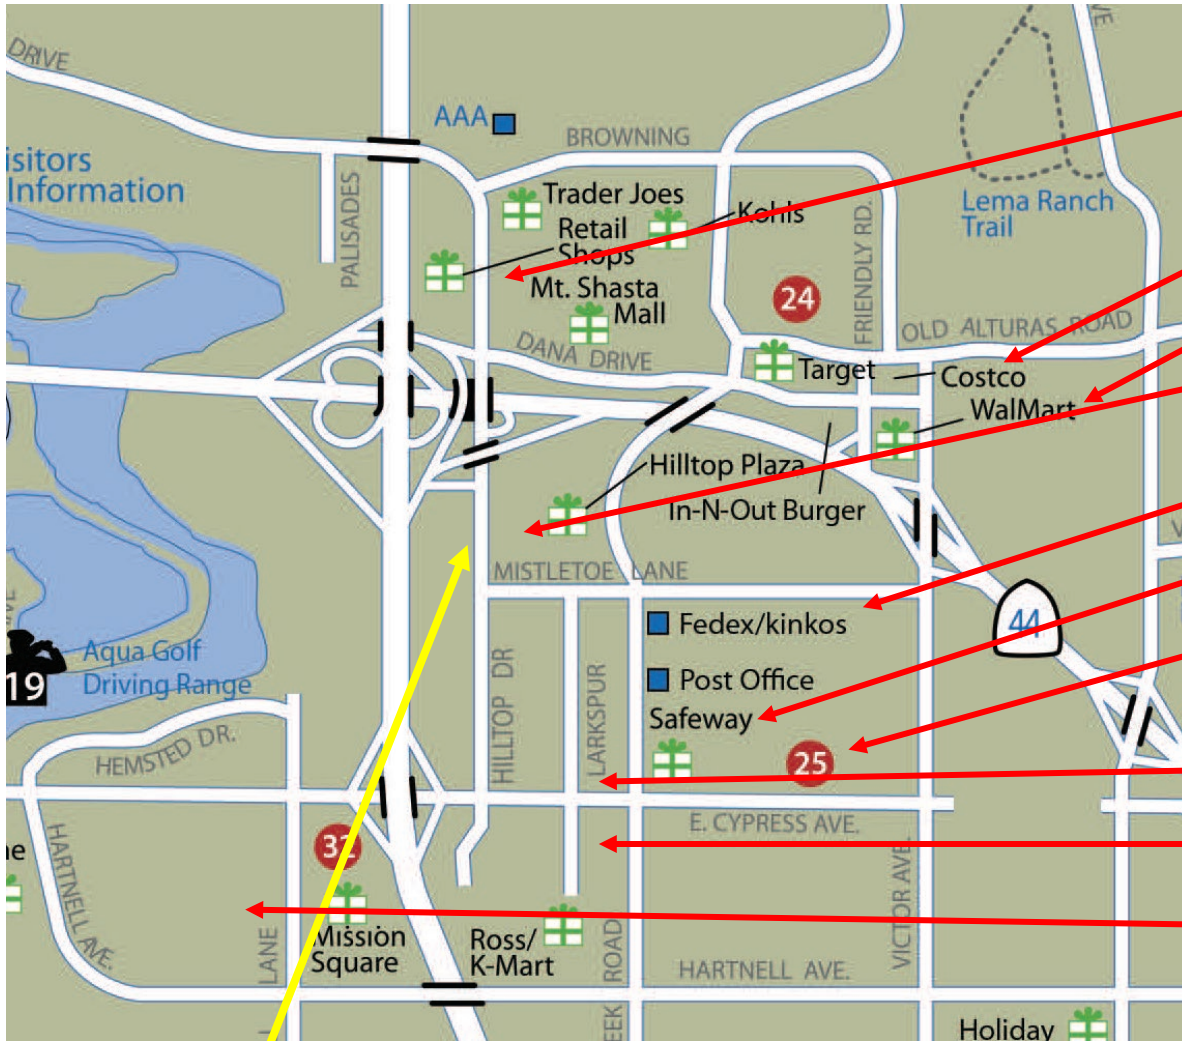 DRIVE
AAA
BROWNING
isitors
Information
PALISADES
Trader Joes
Retail
Shops
Kohls
Lema Ranch
Trail
FRIENDLY RD.
Mt. Shasta
Mall
24
OLD ALTURAS ROAD
DANA DRIVE
Target
Costco
WalMart
Hilltop Plaza
In-N-Out Burger
MISTLETOE LANE
44
Fedex/kinkos
Aqua Golf
Driving Range
19
Post Office
HILLTOP DR
LARKSPUR
Safeway
HEMSTED DR.
25
E. CYPRESS AVE.
32
HARTNELL AVE.
VICTOR AVE.
Mission
Square
Ross/
K-Mart
LANE
ROAD
EEK
HARTNELL AVE.
Holiday